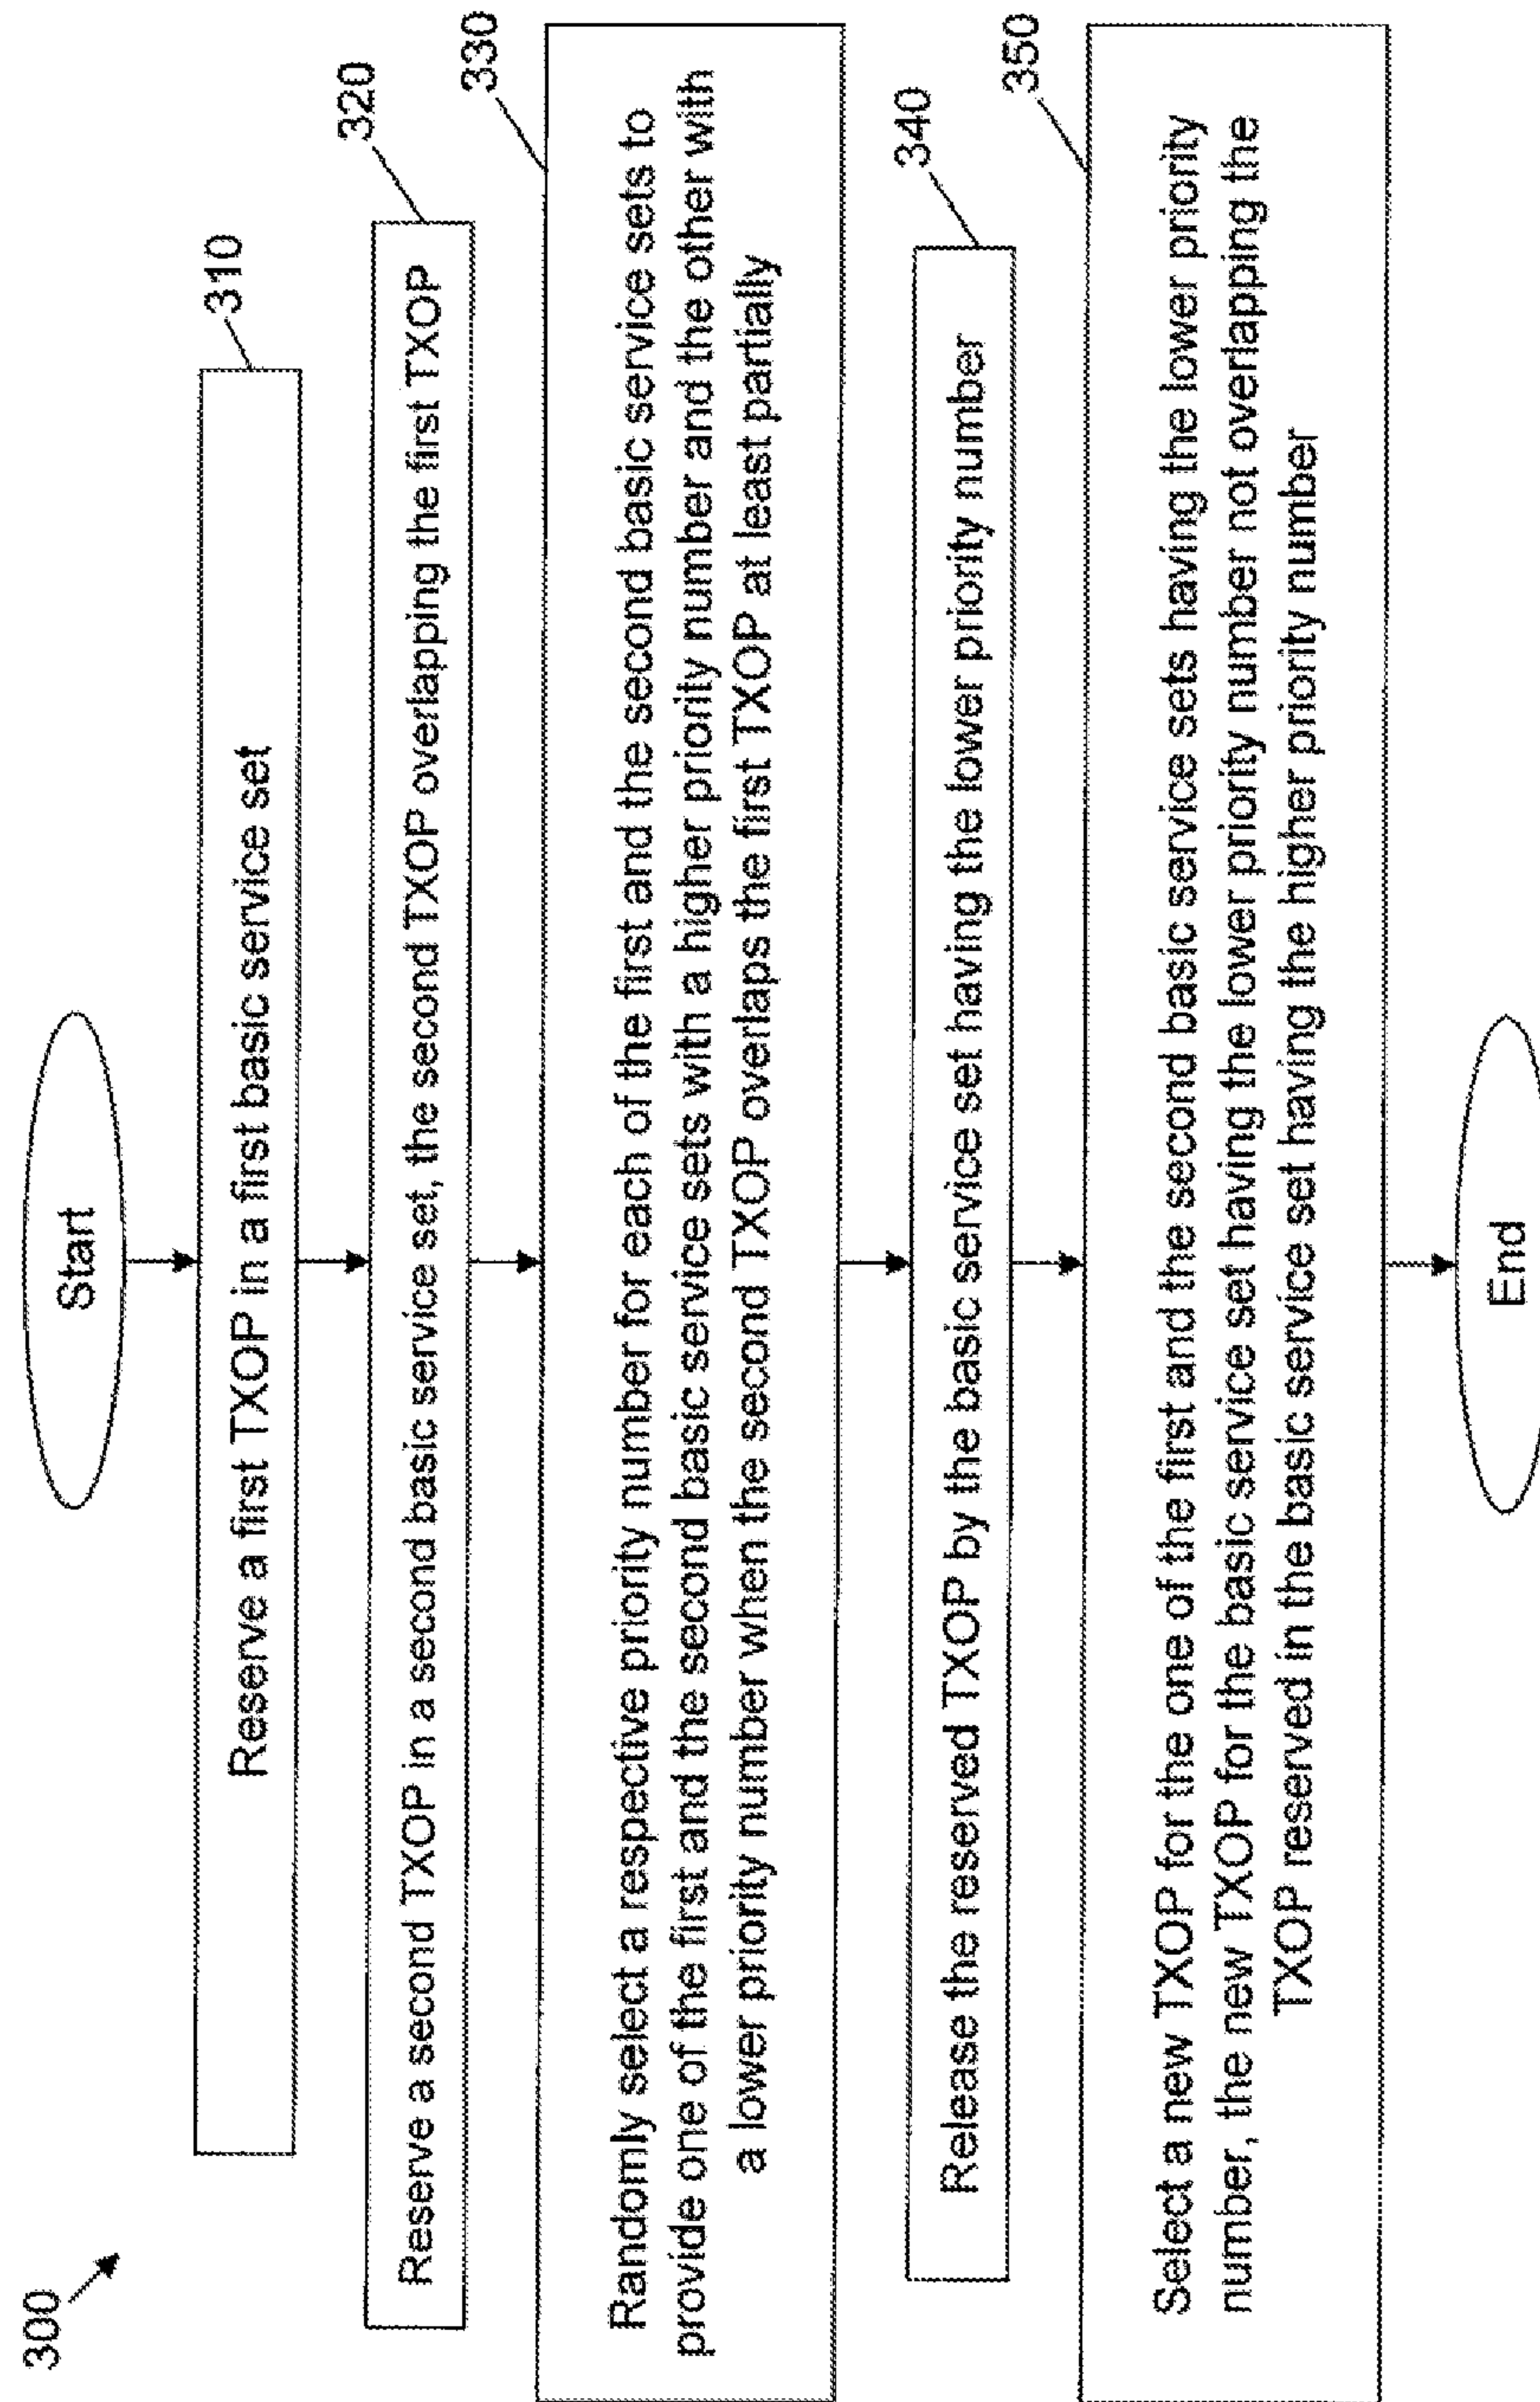 300
Start
310
Reserve a first TXOP in a first basic service set
320
Reserve a second TXOP in a second basic service set, the second TXOP overlapping the first TXOP
330
Randomly select a respective priority number for each of the first and the second basic service sets to
provide one of the first and the second basic service sets with a higher priority number and the other with
a lower priority number when the second TXOP overlaps the first TXOP at least partially
340
Release the reserved TXOP by the basic service set having the lower priority number
350
Select a new TXOP for the one of the first and the second basic service sets having the lower priority
number, the new TXOP for the basic service set having the lower priority number not overlapping the
TXOP reserved in the basic service set having the higher priority number
End